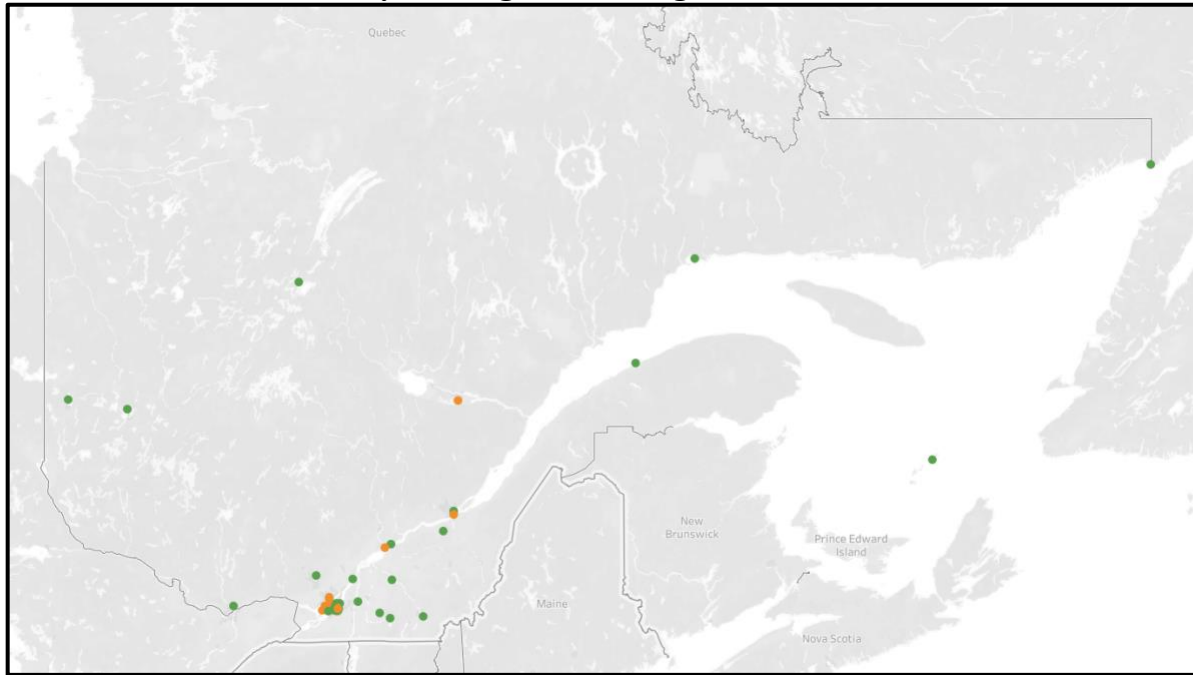 Quebec
New
Brunswick
Prince Edward
Island
Maine
Nova Scotia